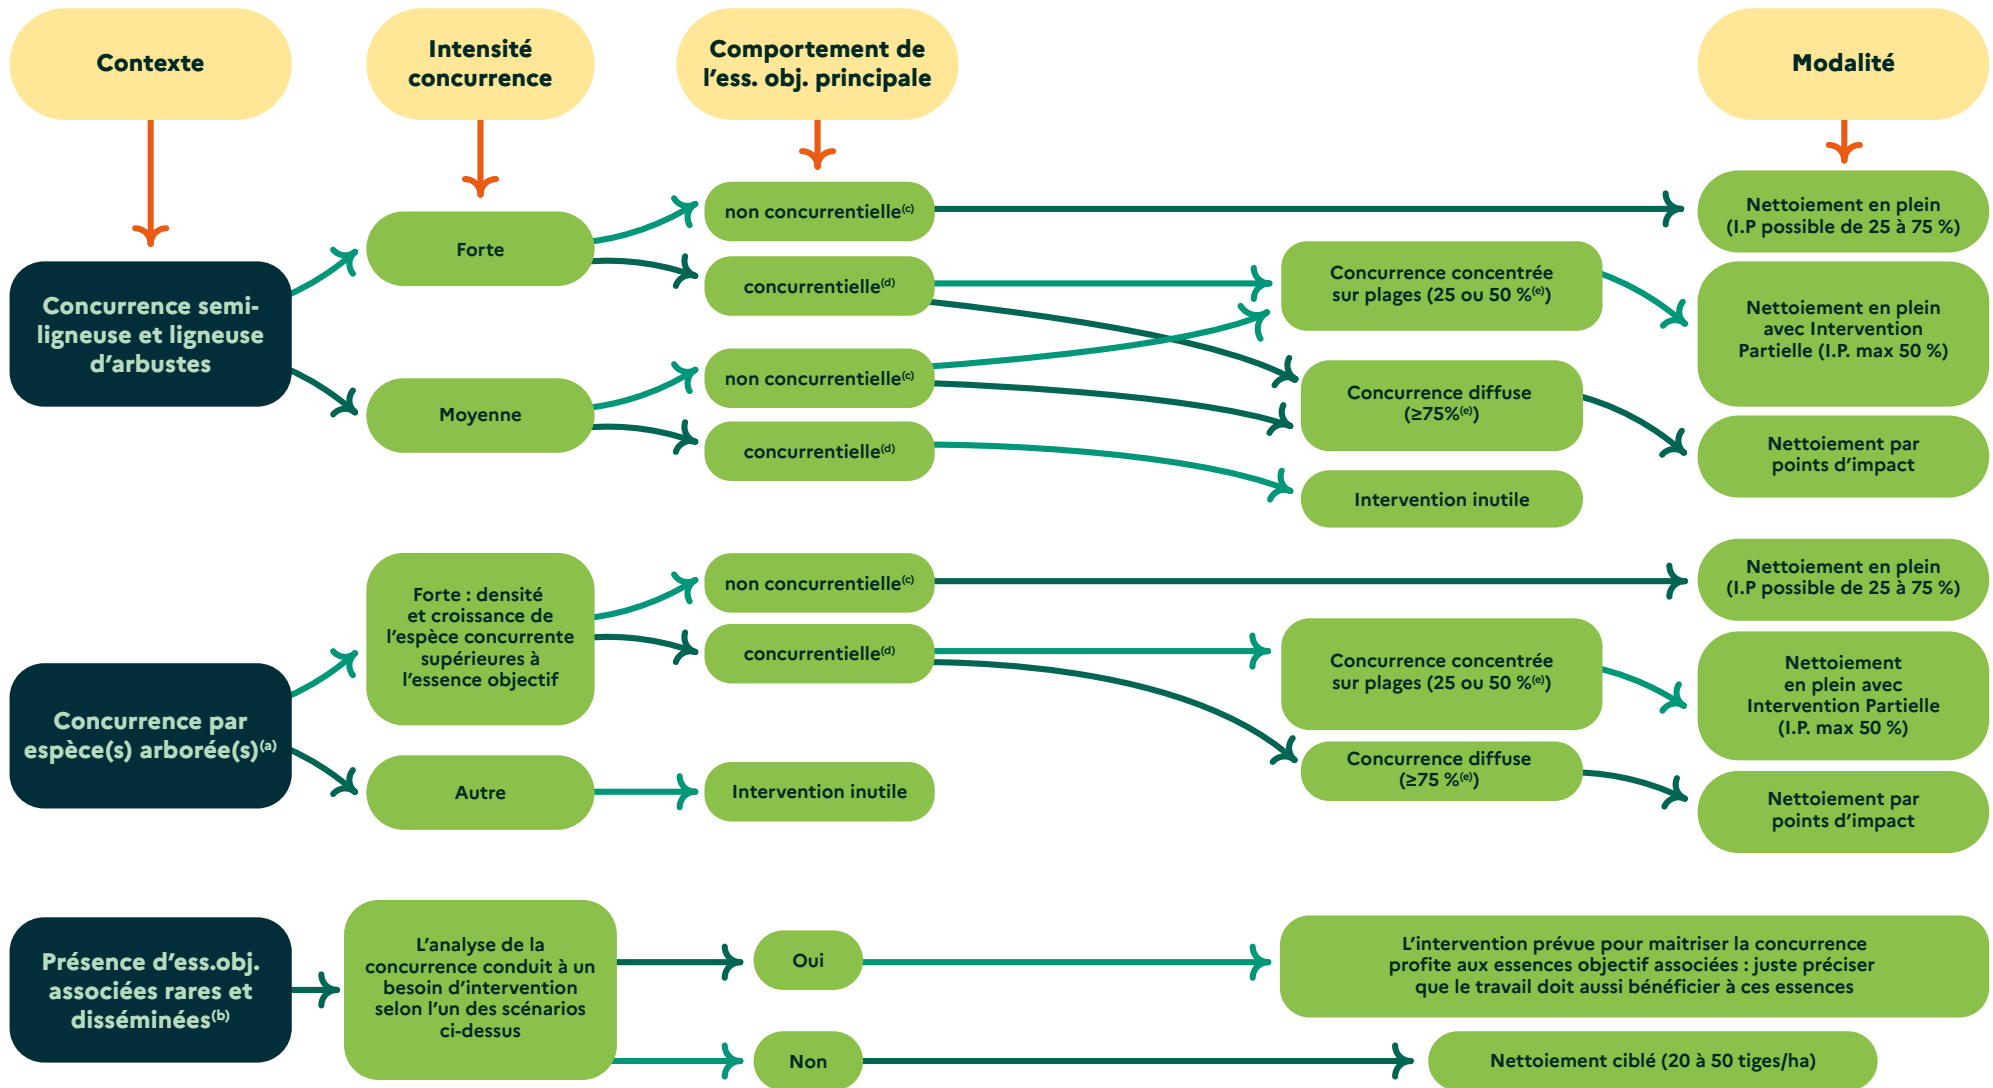 Contexte
Intensité
concurrence
Comportement de
l'ess. obj. principale
Modalité
Concurrence semi-
ligneuse et ligneuse
d'arbustes
Forte
Moyenne
non concurrentielle(c)
concurrentielle(d)
non concurrentielle(c)
concurrentielle(d)
Concurrence concentrée
sur plages (25 ou 50 %(e))
Concurrence diffuse
(≥75%(e))
Intervention inutile
Nettoiement en plein
(I.P possible de 25 à 75 %)
Nettoiement en plein
avec Intervention
Partielle (I.P. max 50 %)
Nettoiement par
points d'impact
Concurrence par
espèce(s) arborée(s)(a)
Forte : densité
et croissance de
l'espèce concurrente
supérieures à
l'essence objectif
Autre
non concurrentielle(c)
concurrentielle(d)
Intervention inutile
Concurrence concentrée
sur plages (25 ou 50 %(e))
Concurrence diffuse
(≥75 %(e))
Nettoiement en plein
(I.P possible de 25 à 75 %)
Nettoiement
en plein avec
Intervention Partielle
(I.P. max 50 %)
Nettoiement par
points d'impact
Présence d'ess.obj.
associées rares et
disséminées(b)
L'analyse de la
concurrence conduit à un
besoin d'intervention
selon l'un des scénarios
ci-dessus
Oui
L'intervention prévue pour maitriser la concurrence
profite aux essences objectif associées : juste préciser
que le travail doit aussi bénéficier à ces essences
Non
Nettoiement ciblé (20 à 50 tiges/ha)